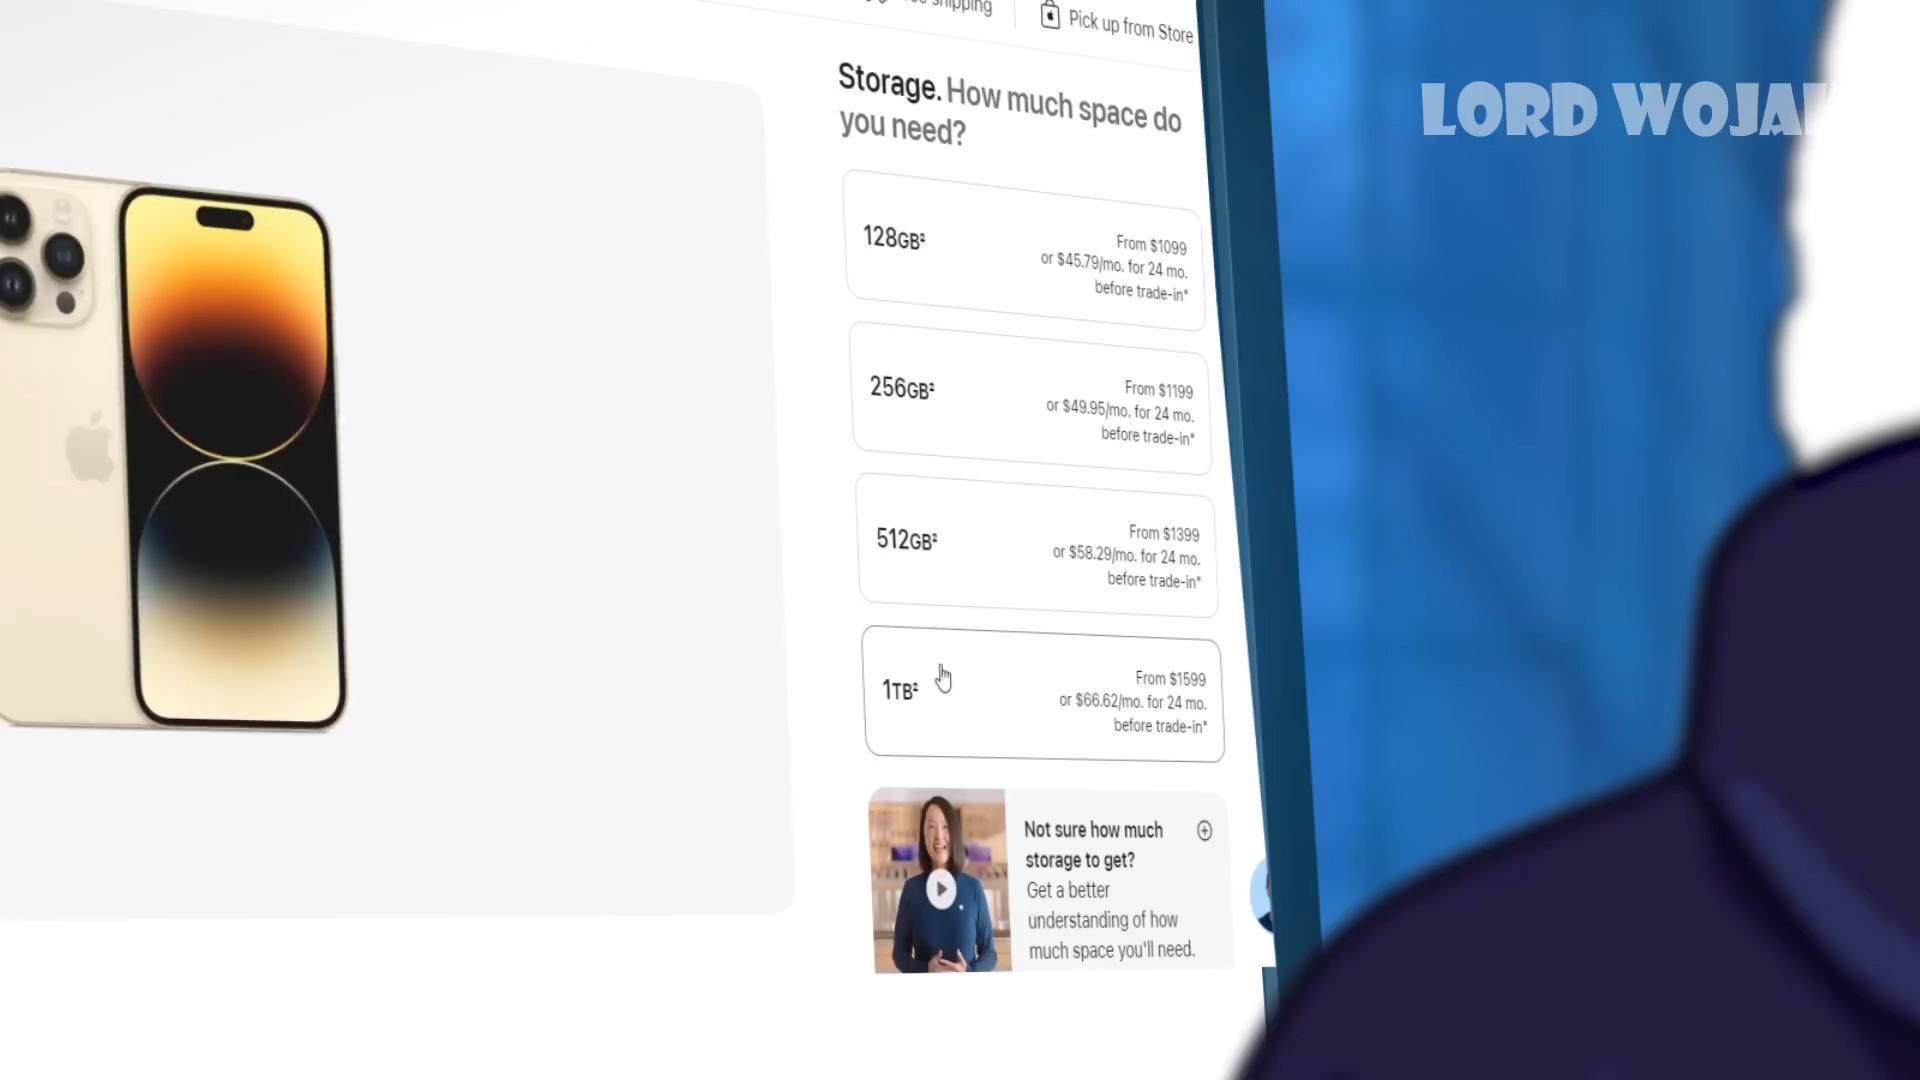 shipping
Pick up from Store
Storage. How much space do
you need?
LORD WOJA
128GB²
From $1099
or $45.79/mo. for 24 mo.
before trade-in*
256GB²
From $1199
or $49.95/mo. for 24 mo.
before trade-in*
512GB²
From $1399
or $58.29/mo. for 24 mo.
before trade-in*
1TB²
From $1599
or $66.62/mo. for 24 mo.
before trade-in*
Not sure how much
storage to get?
Get a better
understanding of how
much space you'll need.